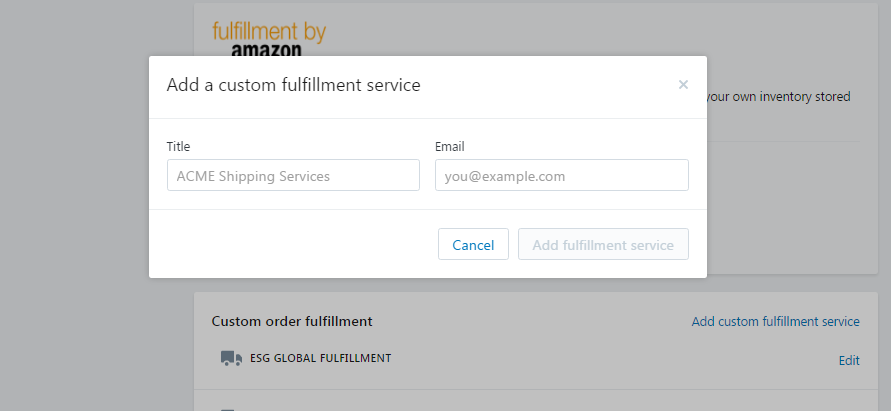 fulfillment by
amazon
Add a custom fulfillment service ×
your own inventory stored
Title Email
ACME Shipping Services you@example.com
Cancel Add fulfillment service
Custom order fulfillment Add custom fulfillment service
ESG GLOBAL FULFILLMENT Edit